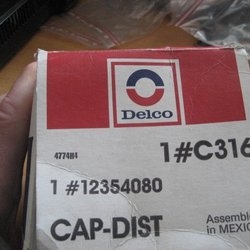 Delco
4774H4
1#C316
1 #12354080
CAP-DIST
Assemble
in MEXIC